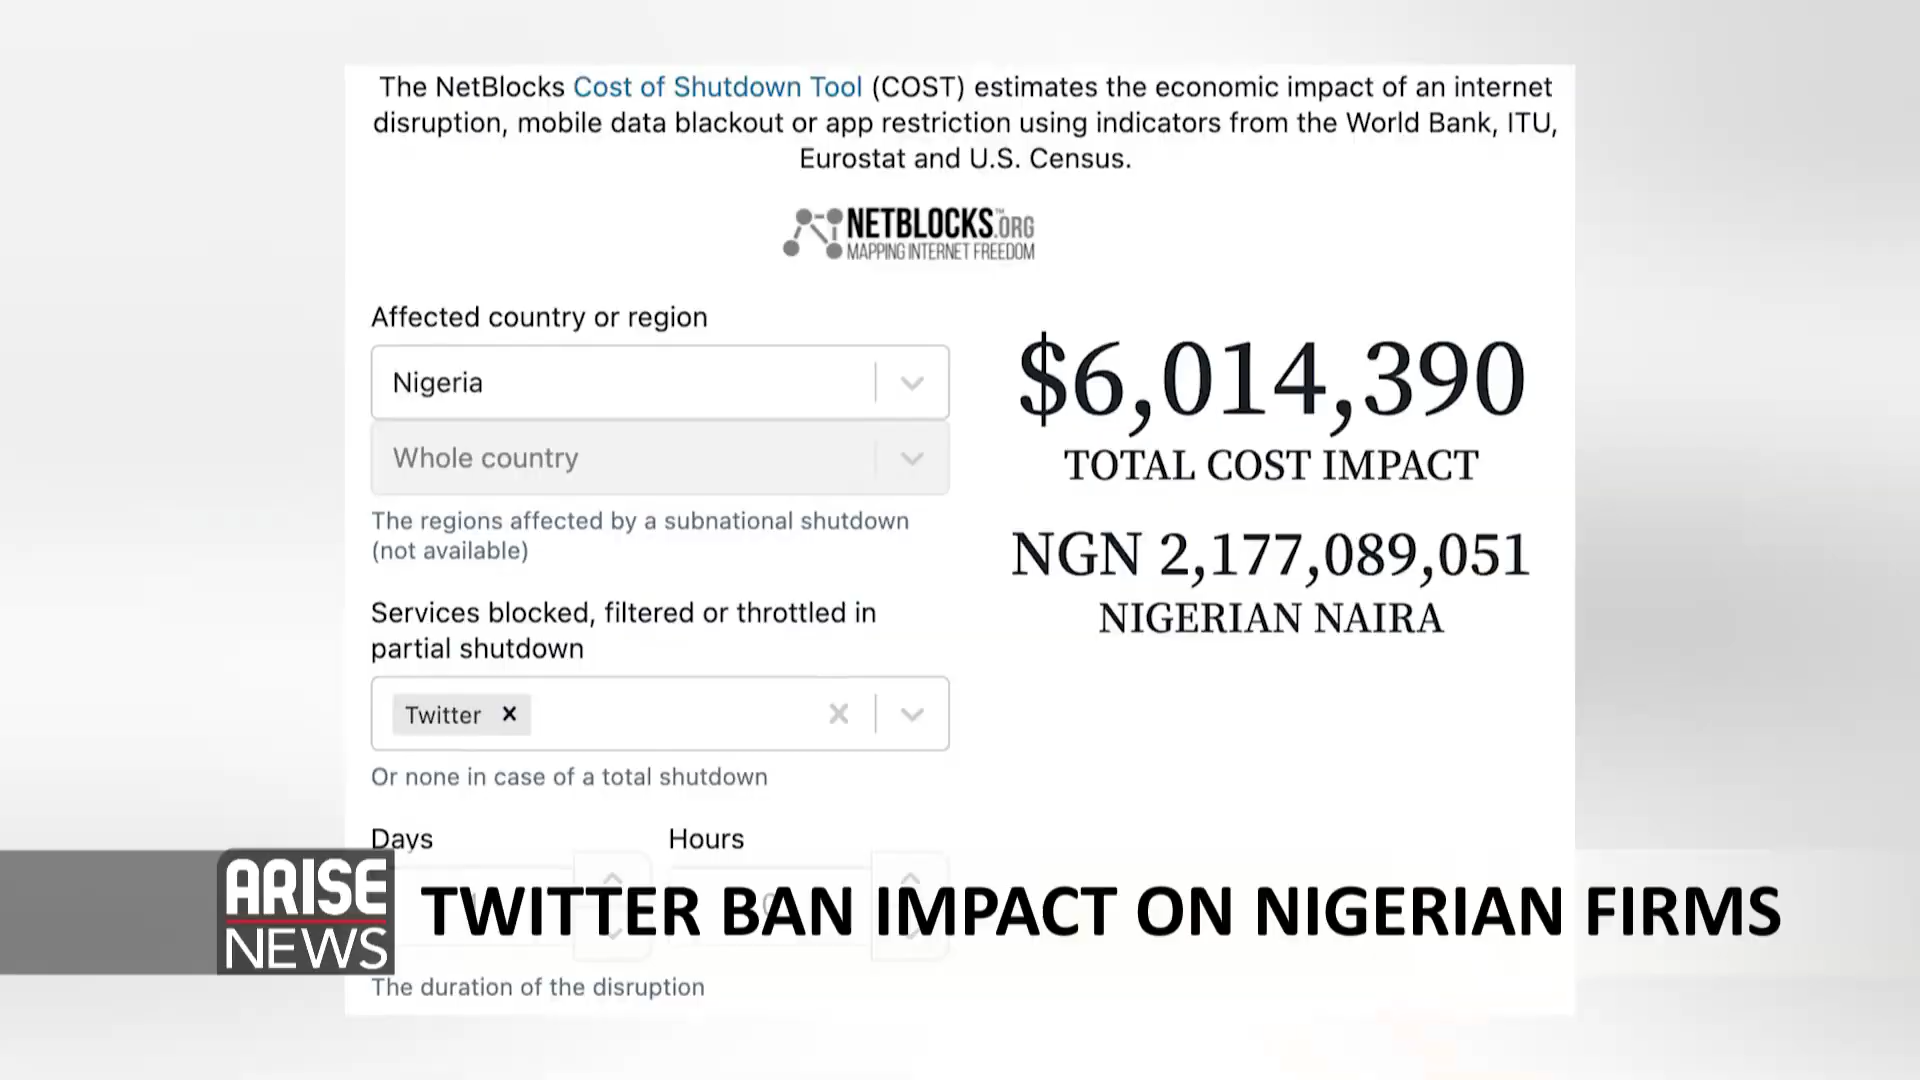 The NetBlocks Cost of Shutdown Tool (COST) estimates the economic impact of an internet
disruption, mobile data blackout or app restriction using indicators from the World Bank, ITU,
Eurostat and U.S. Census.
NETBLOCKS.ORG™
MAPPING INTERNET FREEDOM
Affected country or region
Nigeria
Whole country
The regions affected by a subnational shutdown
(not available)
Services blocked, filtered or throttled in
partial shutdown
Twitter ×
Or none in case of a total shutdown
Days Hours
The duration of the disruption
$6,014,390
TOTAL COST IMPACT
NGN 2,177,089,051
NIGERIAN NAIRA
ARISE
NEWS
TWITTER BAN IMPACT ON NIGERIAN FIRMS